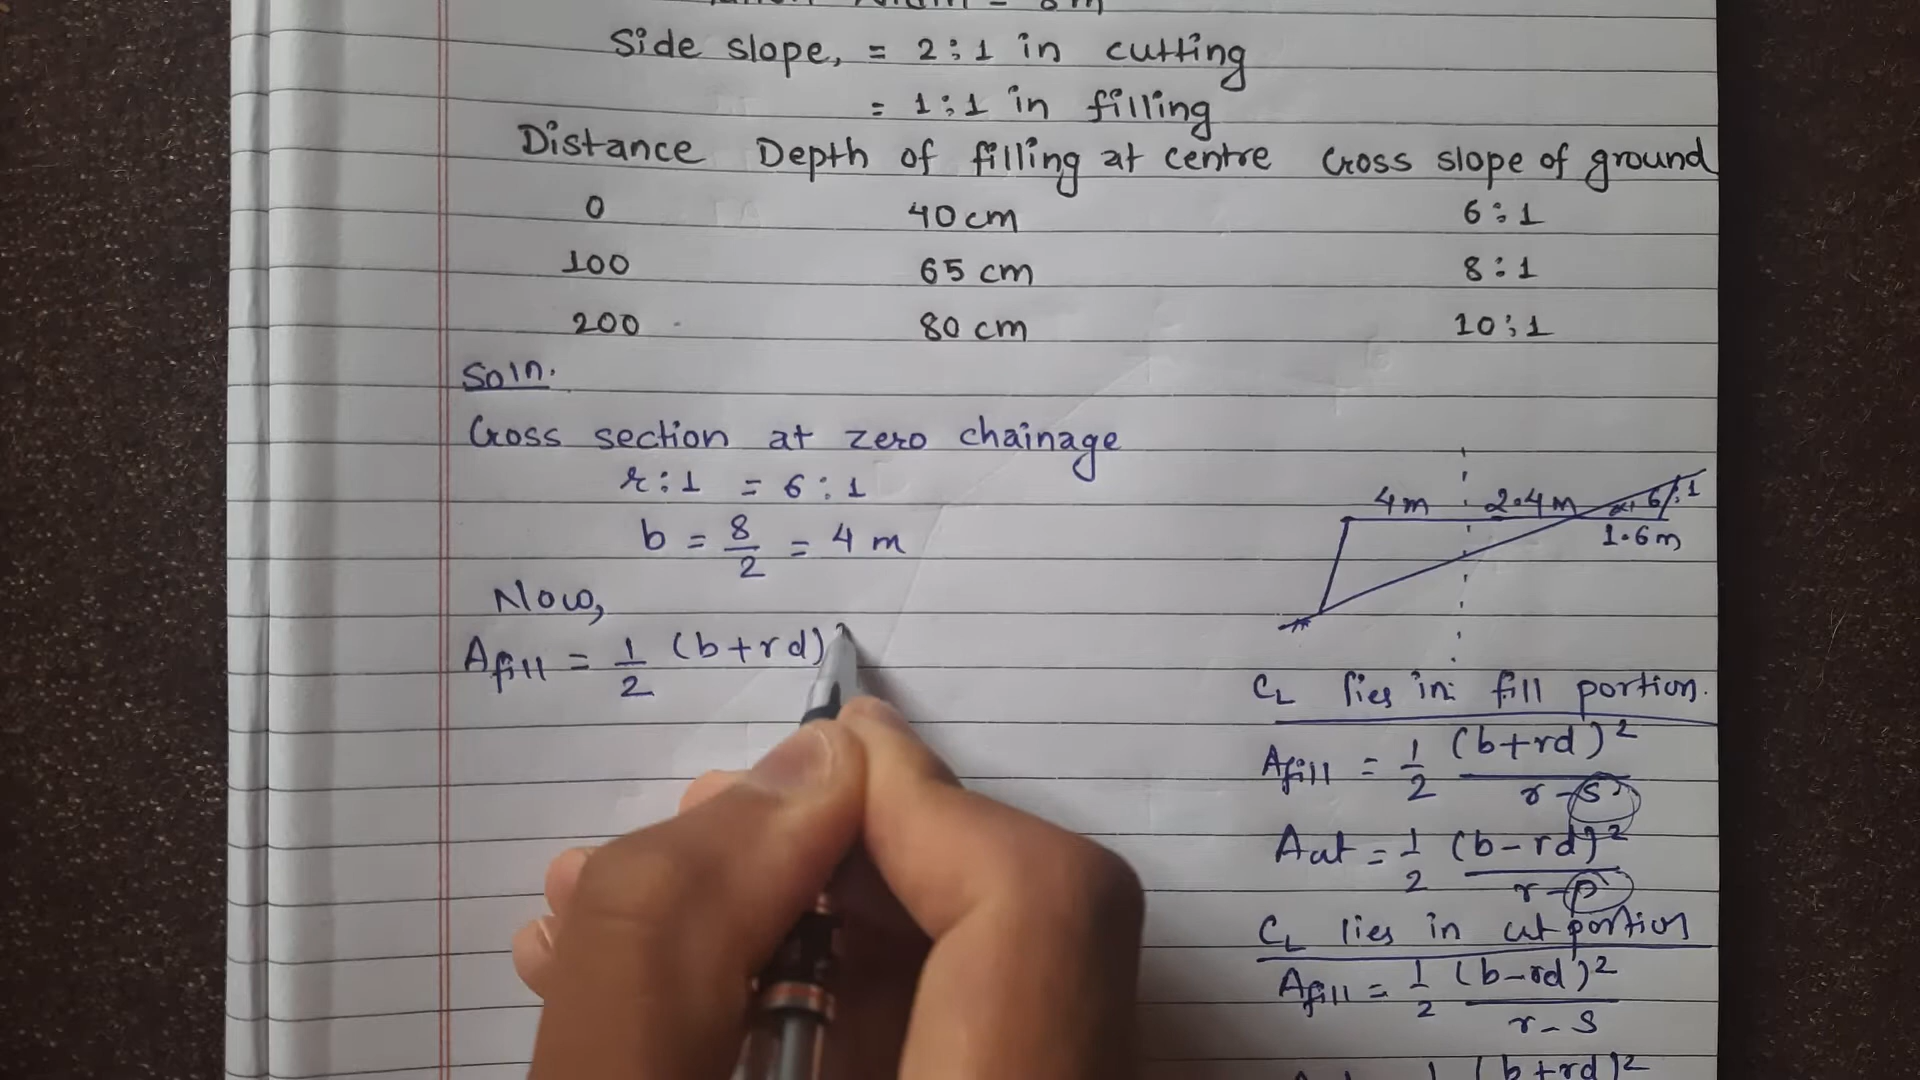 Side slope, = 2:1 in cutting
= 1:1 in filling
Distance Depth of filling at centre Cross slope of ground
0 40 cm 6:1
100 65 cm 8:1
200 80 cm 10:1
Soln.
Cross section at zero chainage
r:1 = 6:1
b = 8/2 = 4 m
Now,
Afill = 1/2 (b+rd)
4m 2.4m 6:1
1.6m
CL lies in fill portion.
Afill = 1/2 (b+rd)²/r-s
Acut = 1/2 (b-rd)²/r-p
CL lies in cut portion
Afill = 1/2 (b-rd)²/r-s
1 (b+rd)²